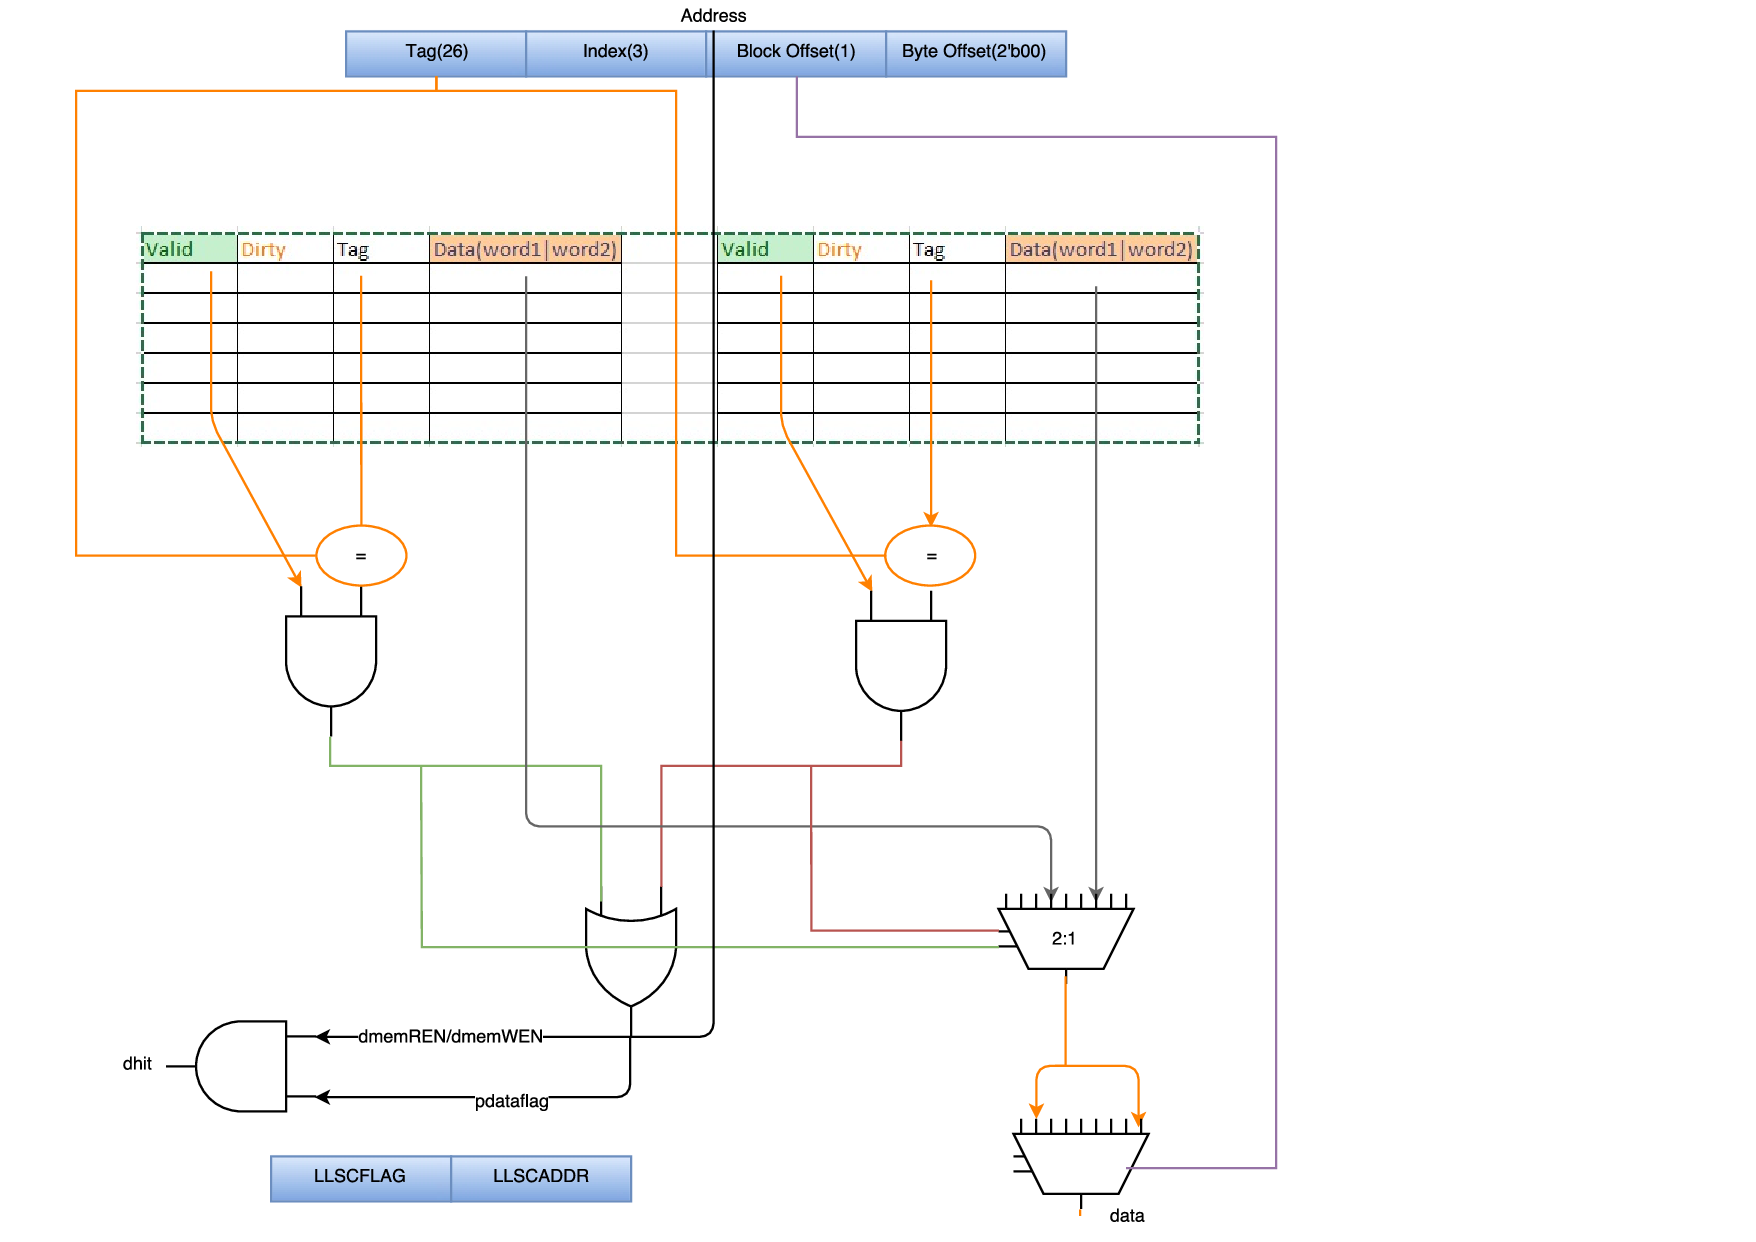 Address
Tag(26) Index(3) Block Offset(1) Byte Offset(2'b00)
Valid Dirty Tag Data(word1|word2) Valid Dirty Tag Data(word1|word2)
= =
2:1
dmemREN/dmemWEN
dhit
pdataflag
LLSCFLAG LLSCADDR
data